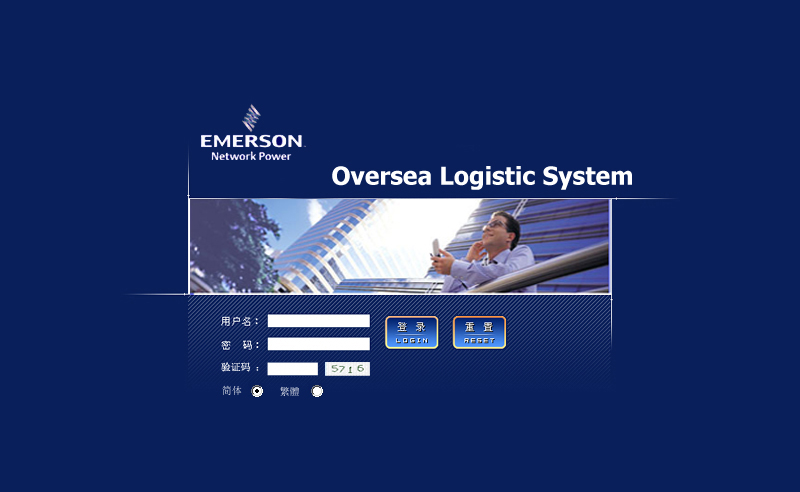 EMERSON
Network Power
Oversea Logistic System
用户名：
登 录
LOGIN
重 置
RESET
密 码：
验证码 ：
5716
简体
繁體